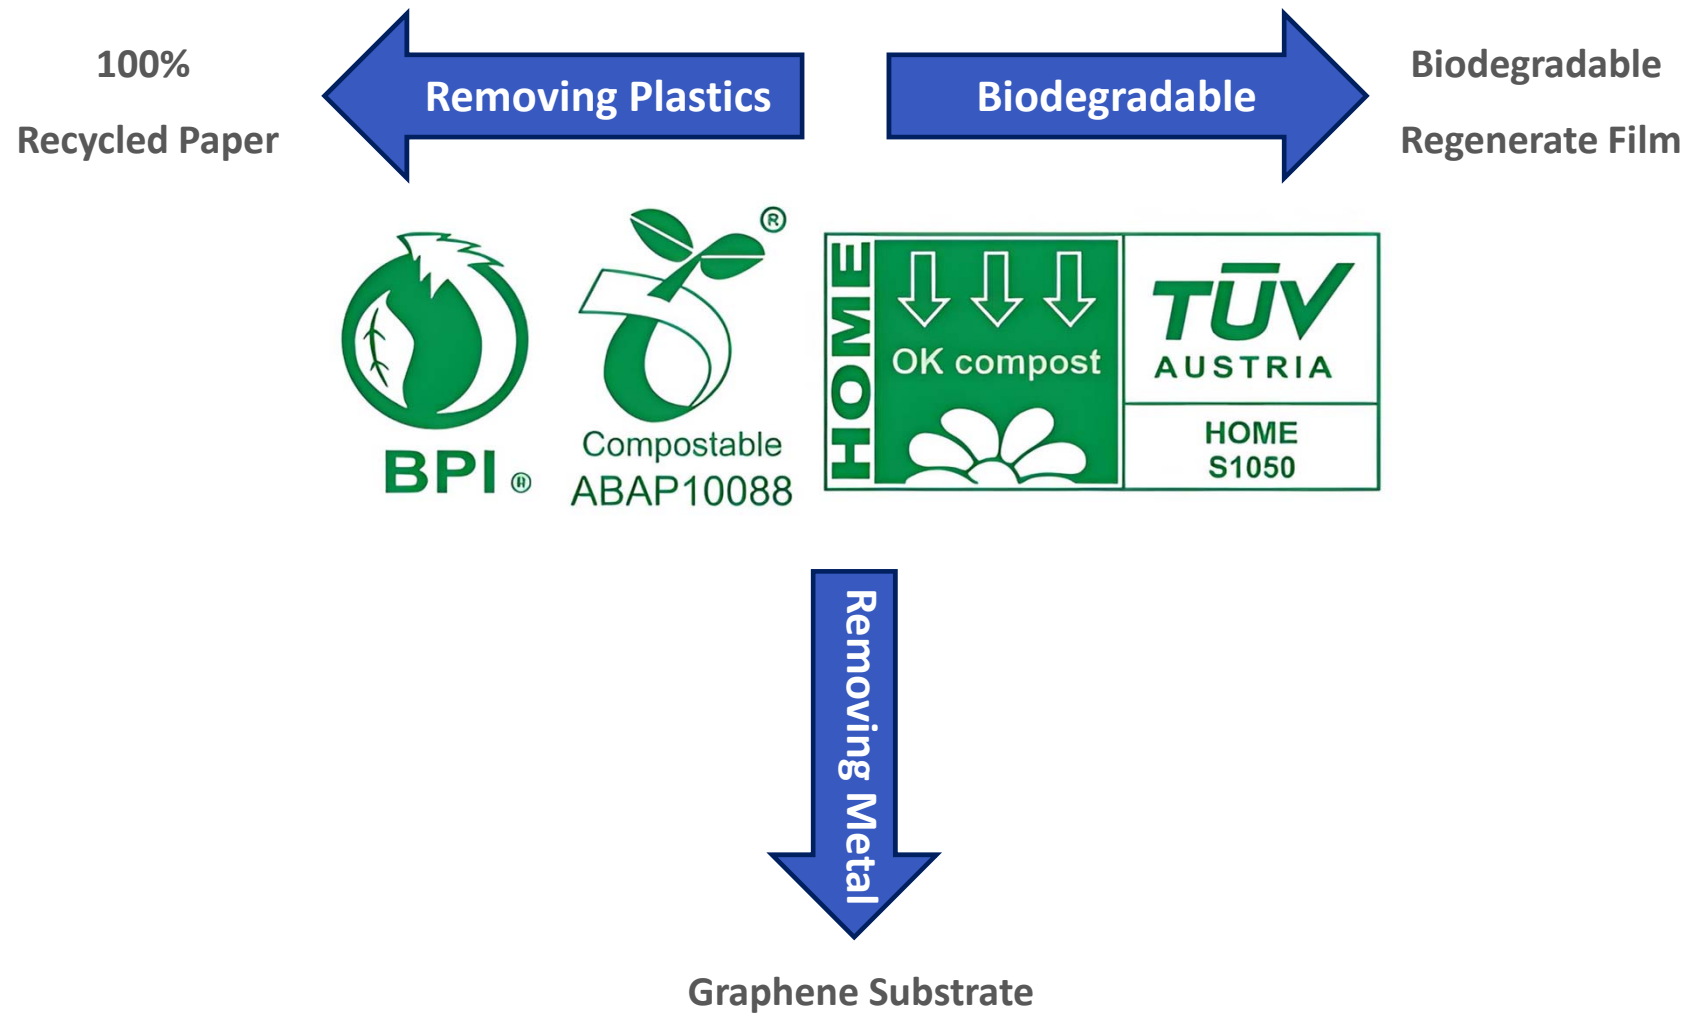 100%
Recycled Paper
Removing Plastics
Biodegradable
Biodegradable
Regenerate Film
BPI ®
®
Compostable
ABAP10088
HOME
OK compost
TÜV
AUSTRIA
HOME
S1050
Removing Metal
Graphene Substrate